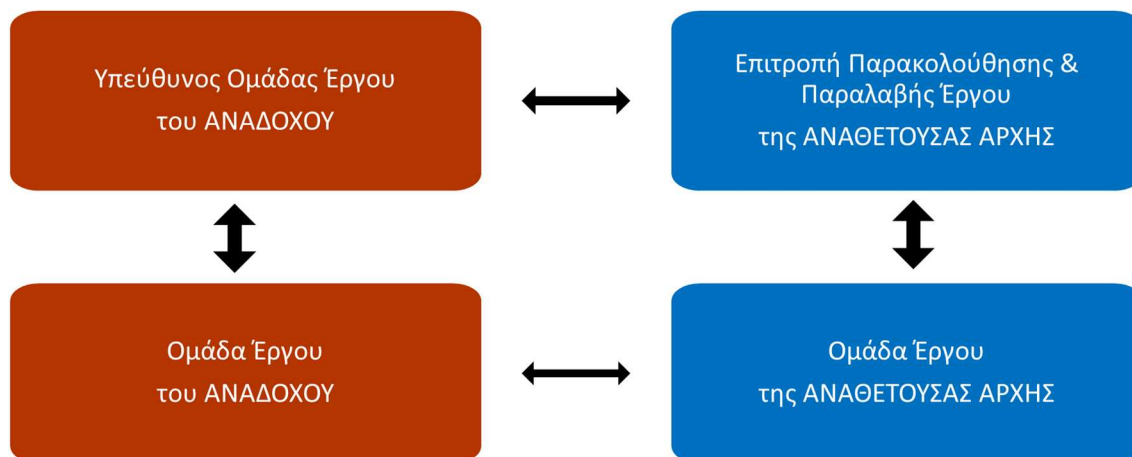 Υπεύθυνος Ομάδας Έργου
του ΑΝΑΔΟΧΟΥ
Επιτροπή Παρακολούθησης &
Παραλαβής Έργου
της ΑΝΑΘΕΤΟΥΣΑΣ ΑΡΧΗΣ
Ομάδα Έργου
του ΑΝΑΔΟΧΟΥ
Ομάδα Έργου
της ΑΝΑΘΕΤΟΥΣΑΣ ΑΡΧΗΣ